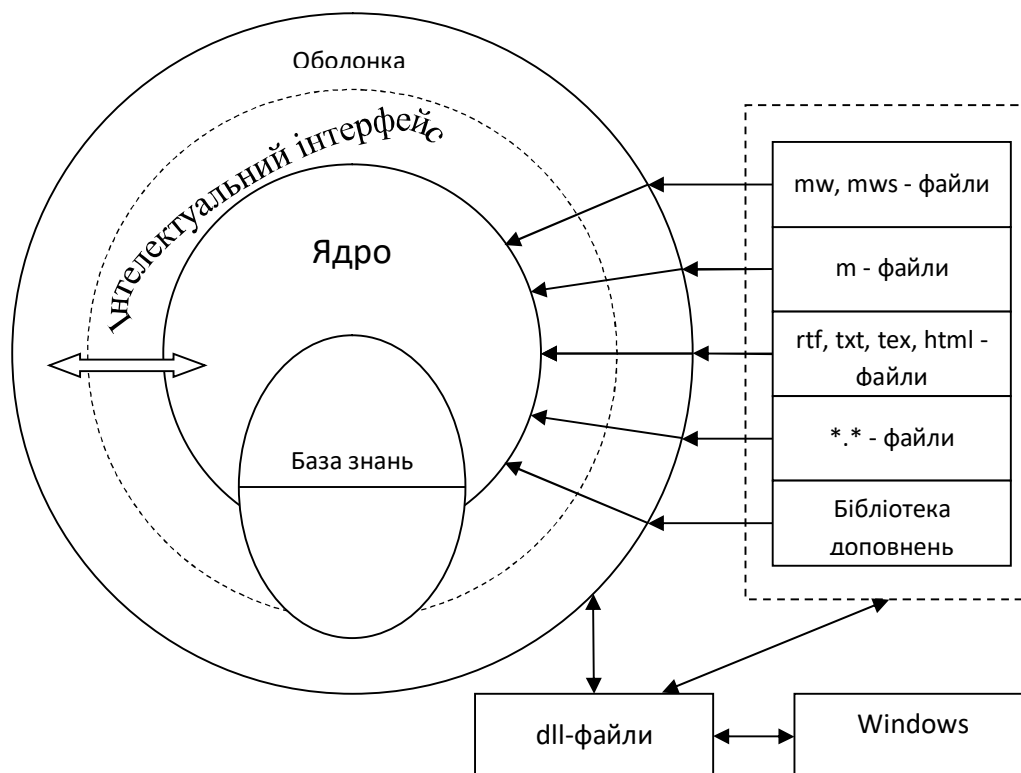 Оболонка
Інтелектуальний інтерфейс
Ядро
База знань
mw, mws - файли
m - файли
rtf, txt, tex, html -
файли
*.* - файли
Бібліотека
доповнень
dll-файли
Windows